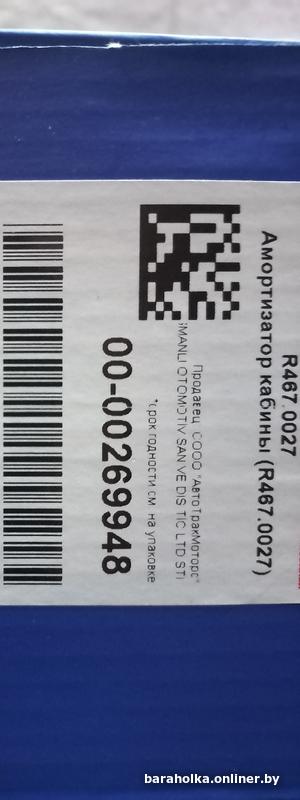 R467.0027
Амортизатор кабины (R467.0027)
Продавец: СООО "АвтоТракМоторс"
MANLI OTOMOTIV SAN VE DIS TIC LTD STI
*срок годности см. на упаковке
00-00269948
baraholka.onliner.by